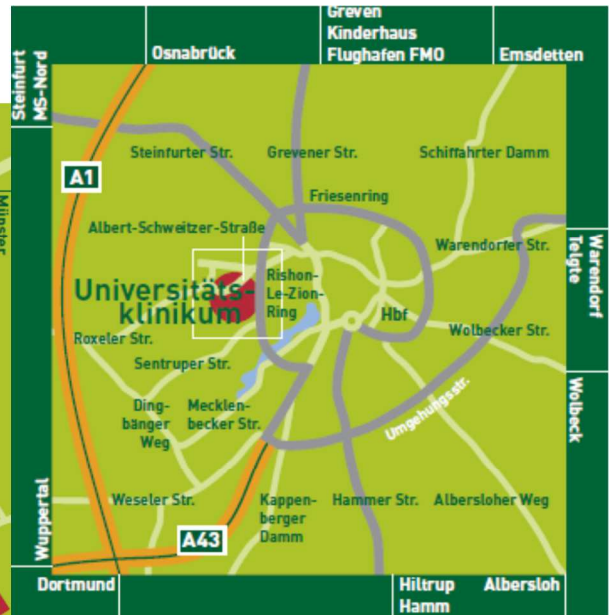 Greven
Osnabrück
Kinderhaus
Flughafen FMO
Emsdetten
Steinfurt
MS-Nord
Münster
Steinfurter Str.
Grevener Str.
Schiffahrter Damm
A1
Friesenring
Albert-Schweitzer-Straße
Warendorfer Str.
Warendorf
Telgte
Universitäts-
klinikum
Rishon-
Le-Zion-
Ring
Hbf
Wolbecker Str.
Roxeler Str.
Sentruper Str.
Wolbeck
Umgehungsstr.
Ding-
bänger
Weg
Mecklen-
becker Str.
Weseler Str.
Kappen-
berger
Damm
Hammer Str.
Albersloher Weg
A43
Wuppertal
Dortmund
Hiltrup
Hamm
Albersloh